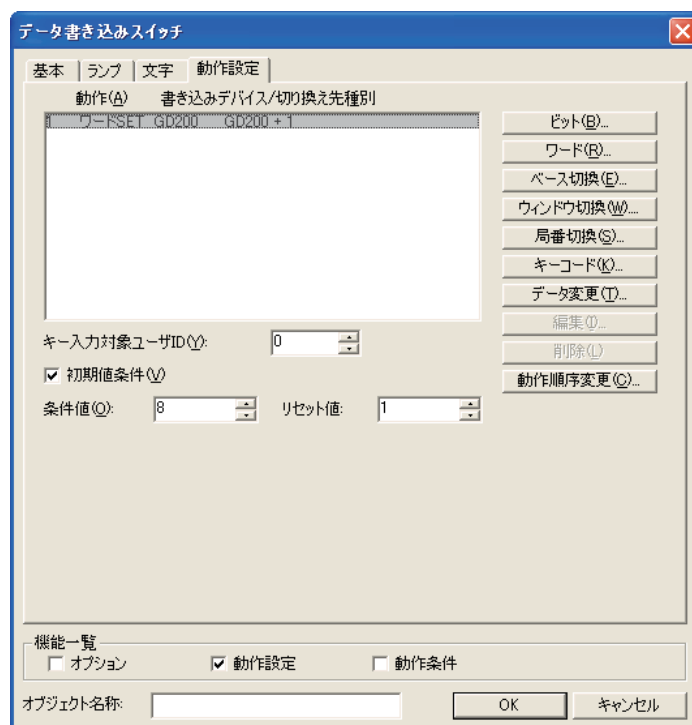 データ書き込みスイッチ
基本 ランプ 文字 動作設定
動作(A) 書き込みデバイス/切り換え先種別
1 ワードSET GD200 GD200 + 1
ビット(B)...
ワード(R)...
ベース切換(E)...
ウィンドウ切換(W)...
局番切換(S)...
キーコード(K)...
データ変更(T)...
編集(I)...
削除(L)
動作順序変更(C)...
キー入力対象ユーザID(Y): 0
初期値条件(V)
条件値(O): 8 リセット値: 1
機能一覧
オプション 動作設定 動作条件
オブジェクト名称: OK キャンセル